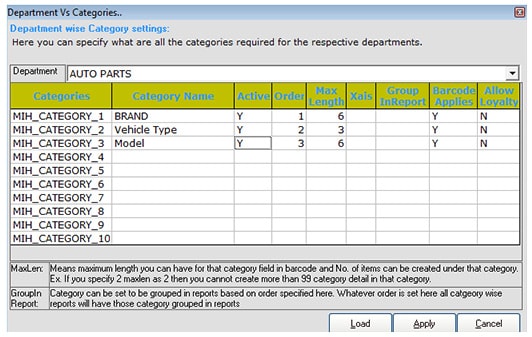 Department Vs Categories..
Department wise Category settings:
Here you can specify what are all the categories required for the respective departments.
Department AUTO PARTS
Categories Category Name Active Order Max Length Xais Group InReport Barcode Applies Allow Loyalty
MIH_CATEGORY_1 BRAND Y 1 6 Y N
MIH_CATEGORY_2 Vehicle Type Y 2 3 Y N
MIH_CATEGORY_3 Model Y 3 6 Y N
MIH_CATEGORY_4
MIH_CATEGORY_5
MIH_CATEGORY_6
MIH_CATEGORY_7
MIH_CATEGORY_8
MIH_CATEGORY_9
MIH_CATEGORY_10
MaxLen: Means maximum length you can have for that category field in barcode and No. of items can be created under that category.
Ex. If you specify 2 maxlen as 2 then you cannot create more than 99 category detail in that category.
GroupIn Category can be set to be grouped in reports based on order specified here. Whatever order is set here all catgeory wise
Report: reports will have those category grouped in reports
Load Apply Cancel